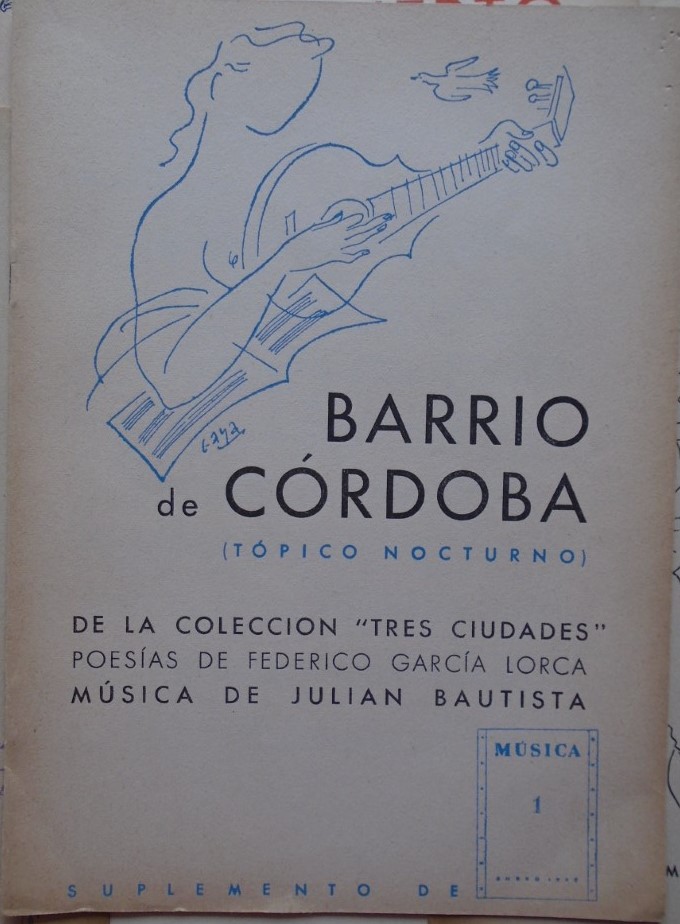 Gaya
BARRIO
de CÓRDOBA
(TÓPICO NOCTURNO)
DE LA COLECCION "TRES CIUDADES"
POESÍAS DE FEDERICO GARCÍA LORCA
MÚSICA DE JULIAN BAUTISTA
SUPLEMENTO DE
MÚSICA
1